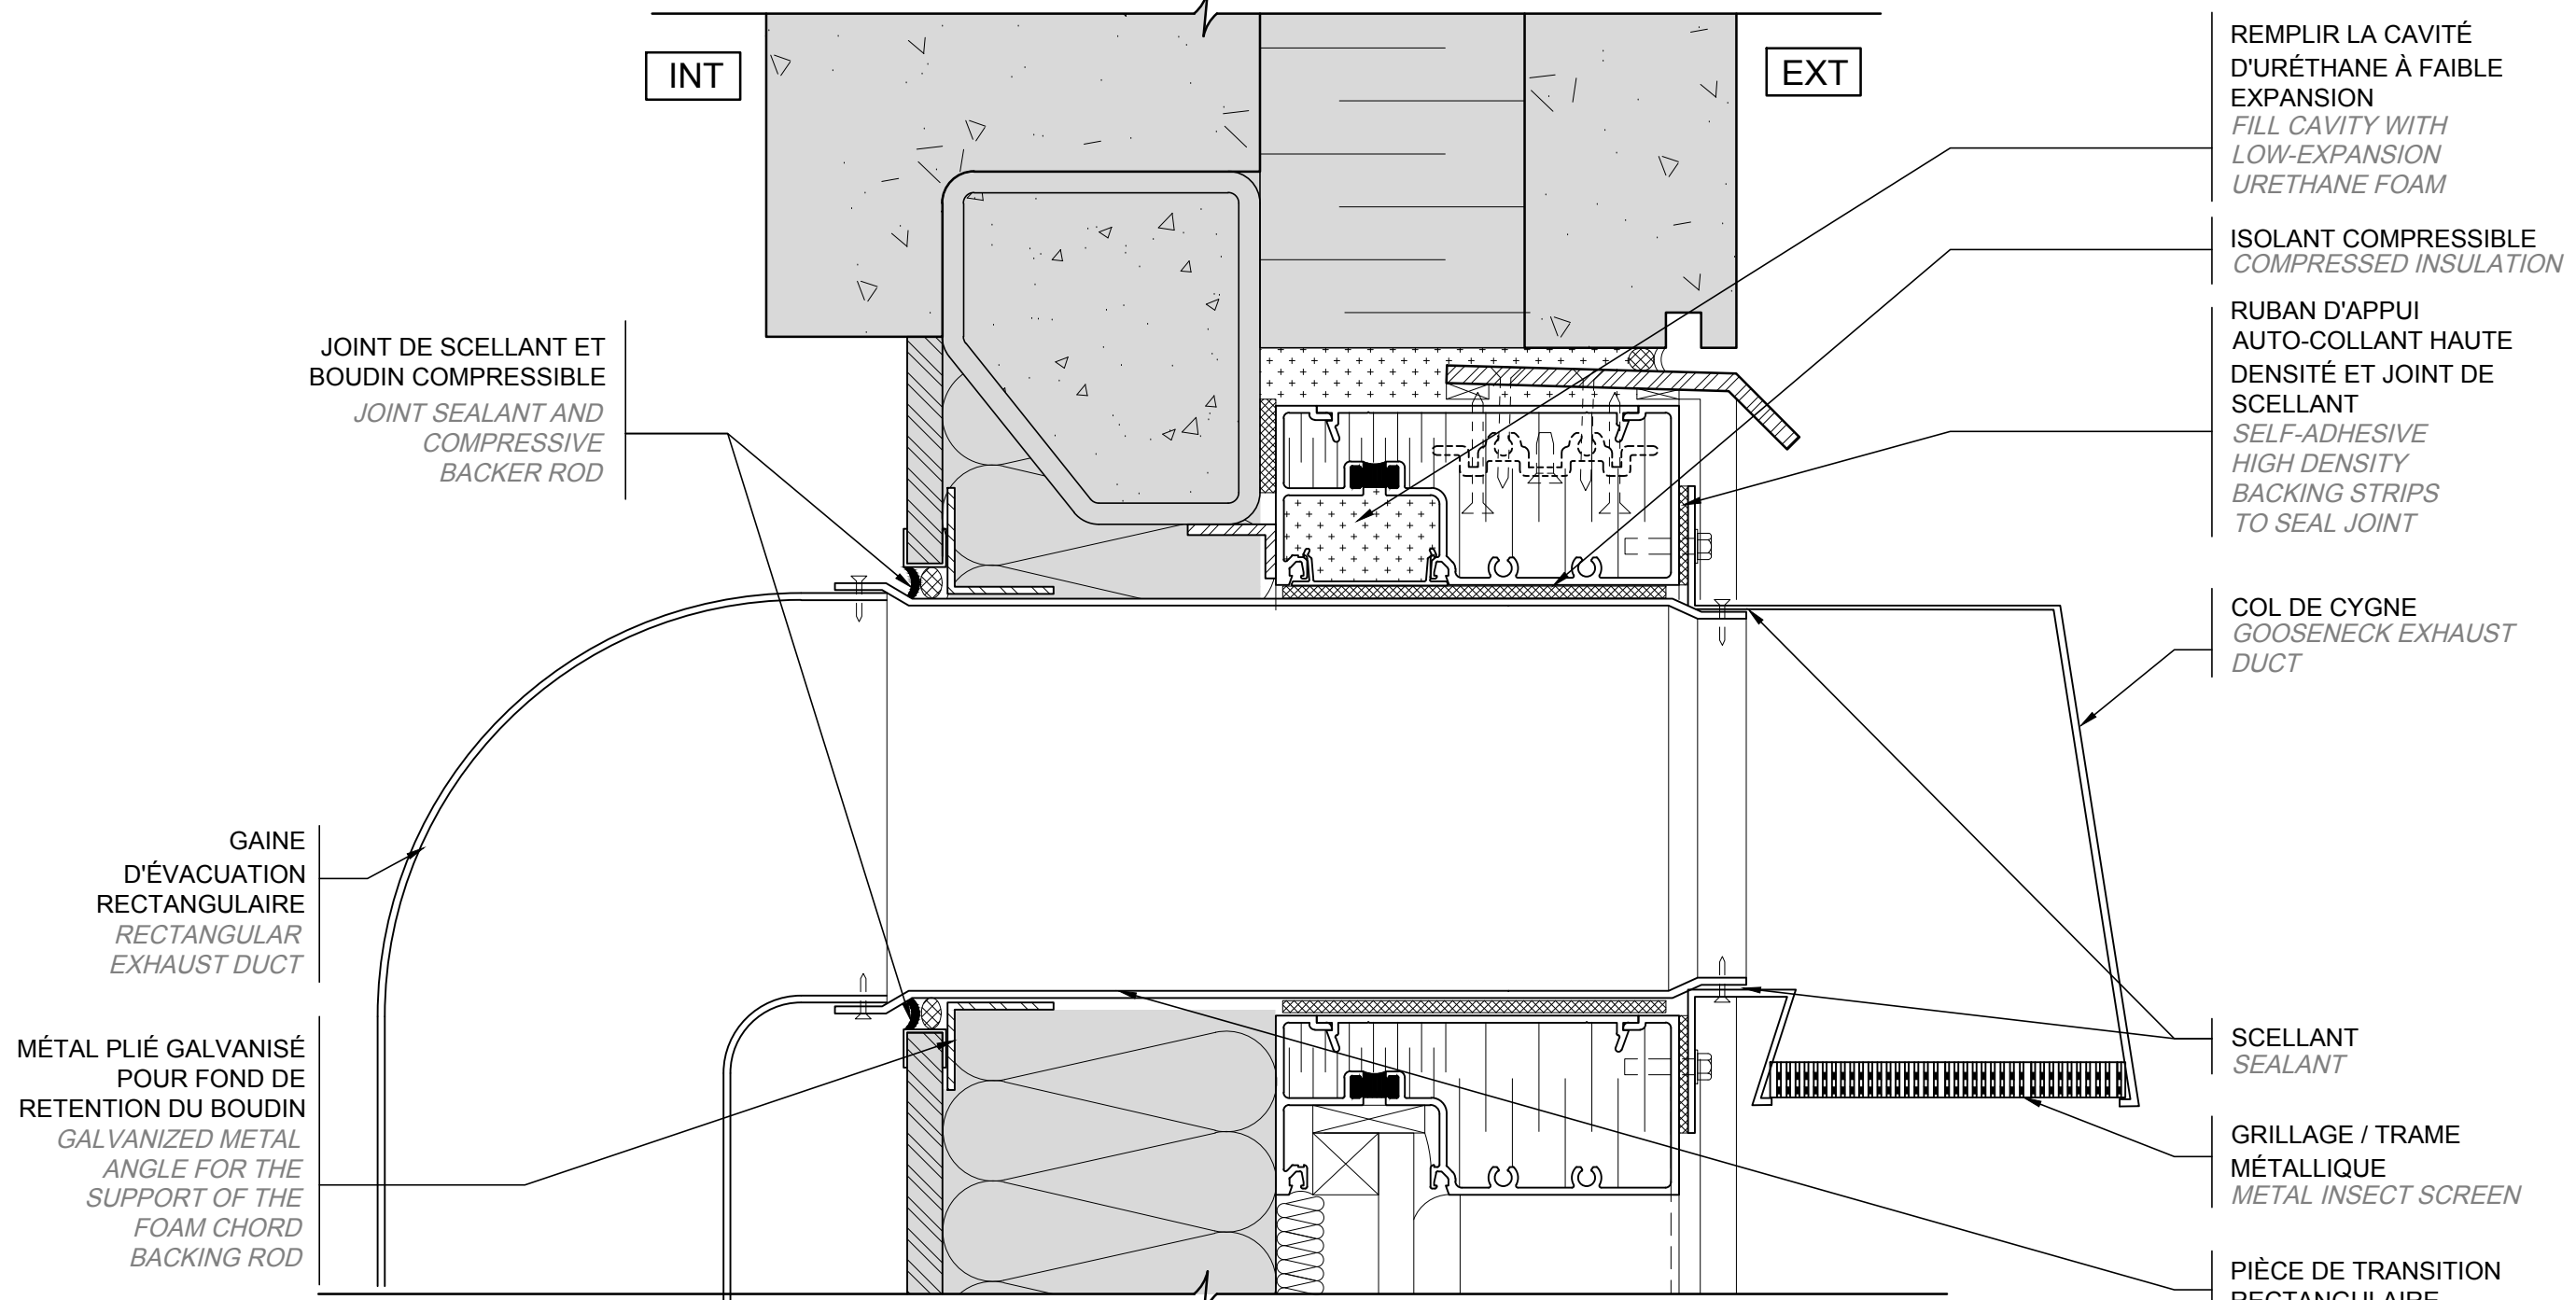 INT
EXT
JOINT DE SCELLANT ET
BOUDIN COMPRESSIBLE
JOINT SEALANT AND
COMPRESSIVE
BACKER ROD
GAINE
D'ÉVACUATION
RECTANGULAIRE
RECTANGULAR
EXHAUST DUCT
MÉTAL PLIÉ GALVANISÉ
POUR FOND DE
RETENTION DU BOUDIN
GALVANIZED METAL
ANGLE FOR THE
SUPPORT OF THE
FOAM CHORD
BACKING ROD
REMPLIR LA CAVITÉ
D'URÉTHANE À FAIBLE
EXPANSION
FILL CAVITY WITH
LOW-EXPANSION
URETHANE FOAM
ISOLANT COMPRESSIBLE
COMPRESSED INSULATION
RUBAN D'APPUI
AUTO-COLLANT HAUTE
DENSITÉ ET JOINT DE
SCELLANT
SELF-ADHESIVE
HIGH DENSITY
BACKING STRIPS
TO SEAL JOINT
COL DE CYGNE
GOOSENECK EXHAUST
DUCT
SCELLANT
SEALANT
GRILLAGE / TRAME
MÉTALLIQUE
METAL INSECT SCREEN
PIÈCE DE TRANSITION
RECTANGULAIRE